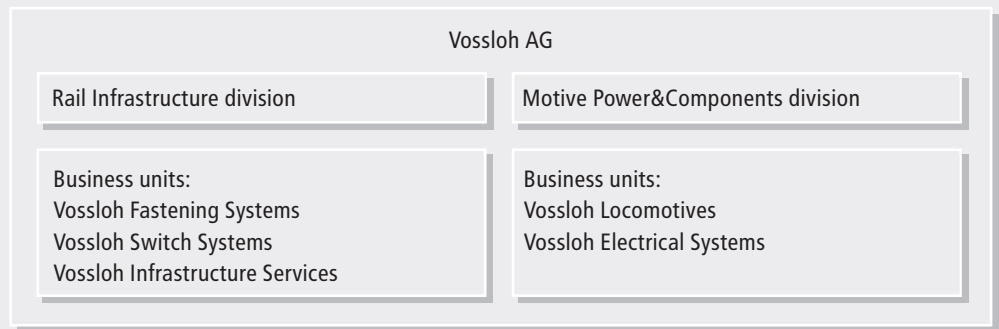 Vossloh AG
Rail Infrastructure division
Motive Power&Components division
Business units:
Vossloh Fastening Systems
Vossloh Switch Systems
Vossloh Infrastructure Services
Business units:
Vossloh Locomotives
Vossloh Electrical Systems